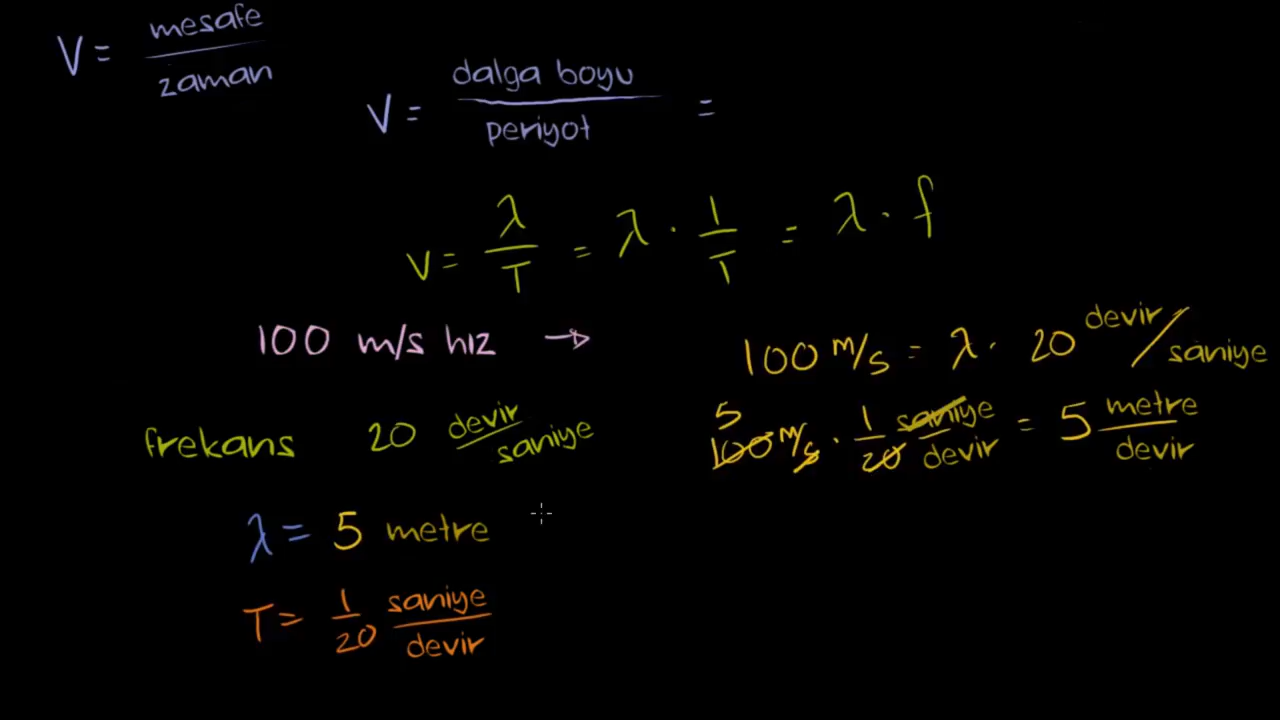 V = mesafe / zaman
V = dalga boyu / periyot =
v = λ / T = λ · 1 / T = λ · f
100 m/s hız →
100 m/s = λ · 20 devir / saniye
frekans 20 devir / saniye
5
100 m/s · 1 / 20 saniye / devir = 5 metre / devir
λ = 5 metre
T = 1 / 20 saniye / devir